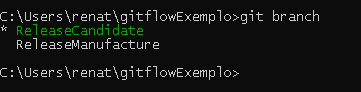 C:\Users\renat\gitflowExemplo>git branch
* ReleaseCandidate
  ReleaseManufacture
C:\Users\renat\gitflowExemplo>